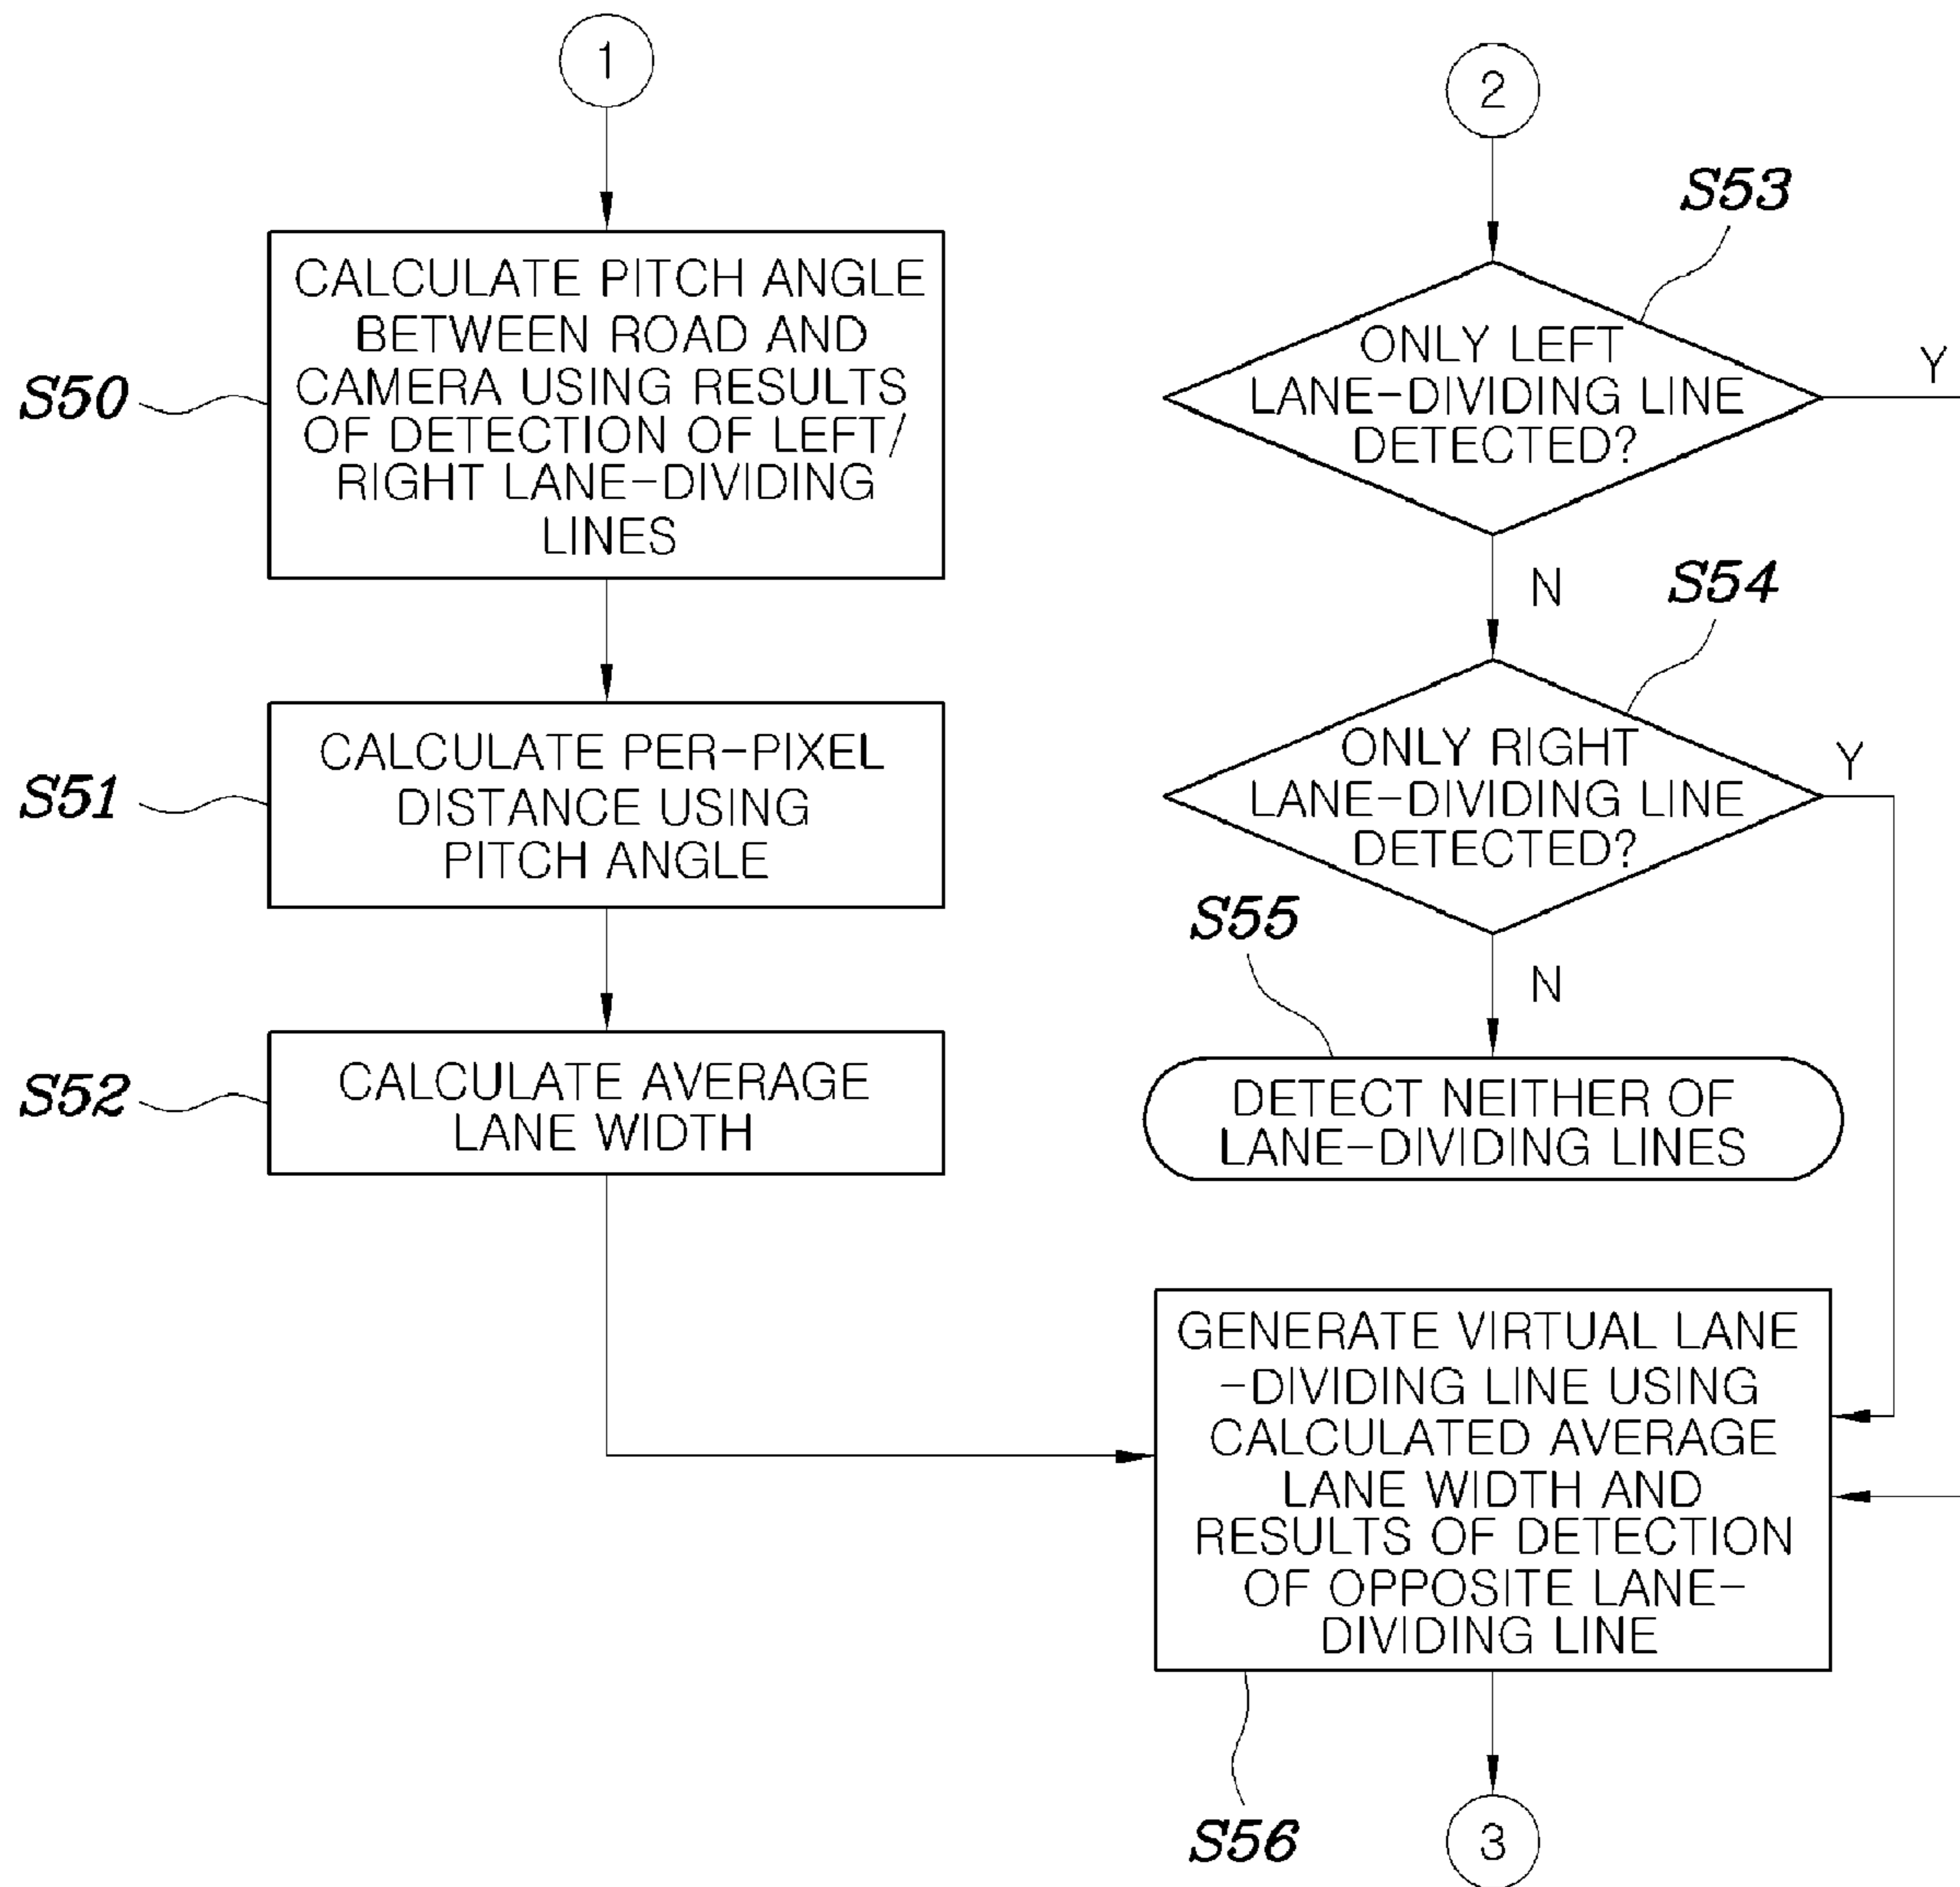 1
S50
CALCULATE PITCH ANGLE
BETWEEN ROAD AND
CAMERA USING RESULTS
OF DETECTION OF LEFT/
RIGHT LANE-DIVIDING
LINES
S51
CALCULATE PER-PIXEL
DISTANCE USING
PITCH ANGLE
S52
CALCULATE AVERAGE
LANE WIDTH
2
S53
ONLY LEFT
LANE-DIVIDING LINE
DETECTED?
Y
N
S54
ONLY RIGHT
LANE-DIVIDING LINE
DETECTED?
Y
N
S55
DETECT NEITHER OF
LANE-DIVIDING LINES
GENERATE VIRTUAL LANE
-DIVIDING LINE USING
CALCULATED AVERAGE
LANE WIDTH AND
RESULTS OF DETECTION
OF OPPOSITE LANE-
DIVIDING LINE
S56
3